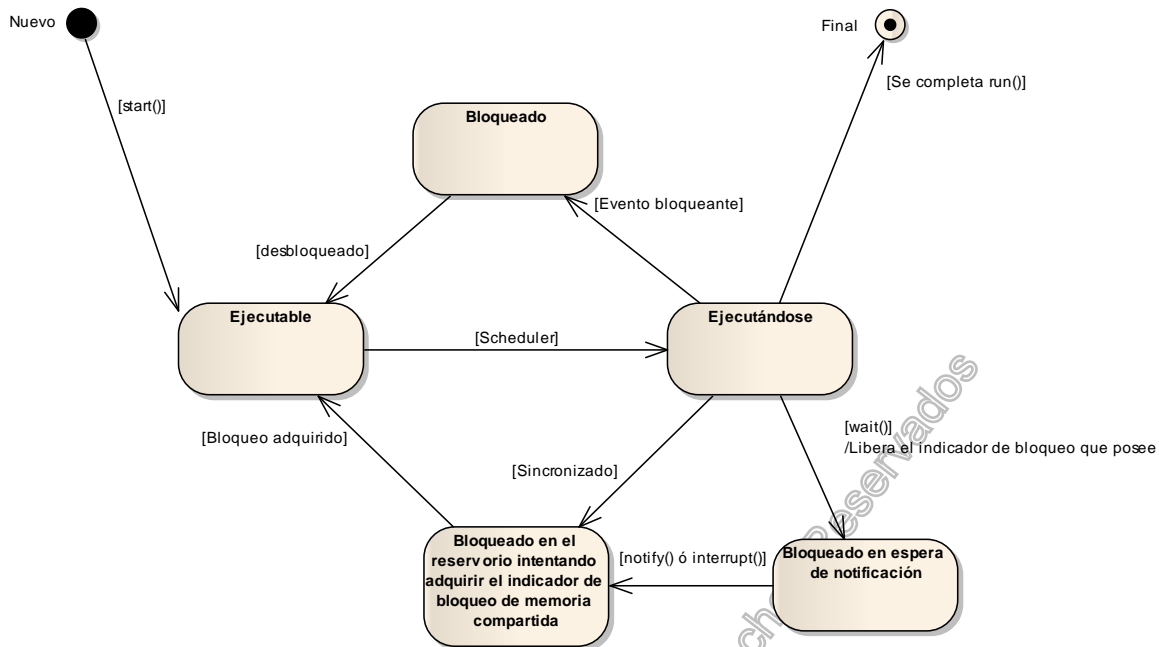 Nuevo
Final
[start()]
[Se completa run()]
Bloqueado
[Evento bloqueante]
[desbloqueado]
Ejecutable
Ejecutándose
[Scheduler]
[Bloqueo adquirido]
[wait()]
/Libera el indicador de bloqueo que posee
[Sincronizado]
Bloqueado en el
reservorio intentando
adquirir el indicador de
bloqueo de memoria
compartida
[notify() ó interrupt()]
Bloqueado en espera
de notificación